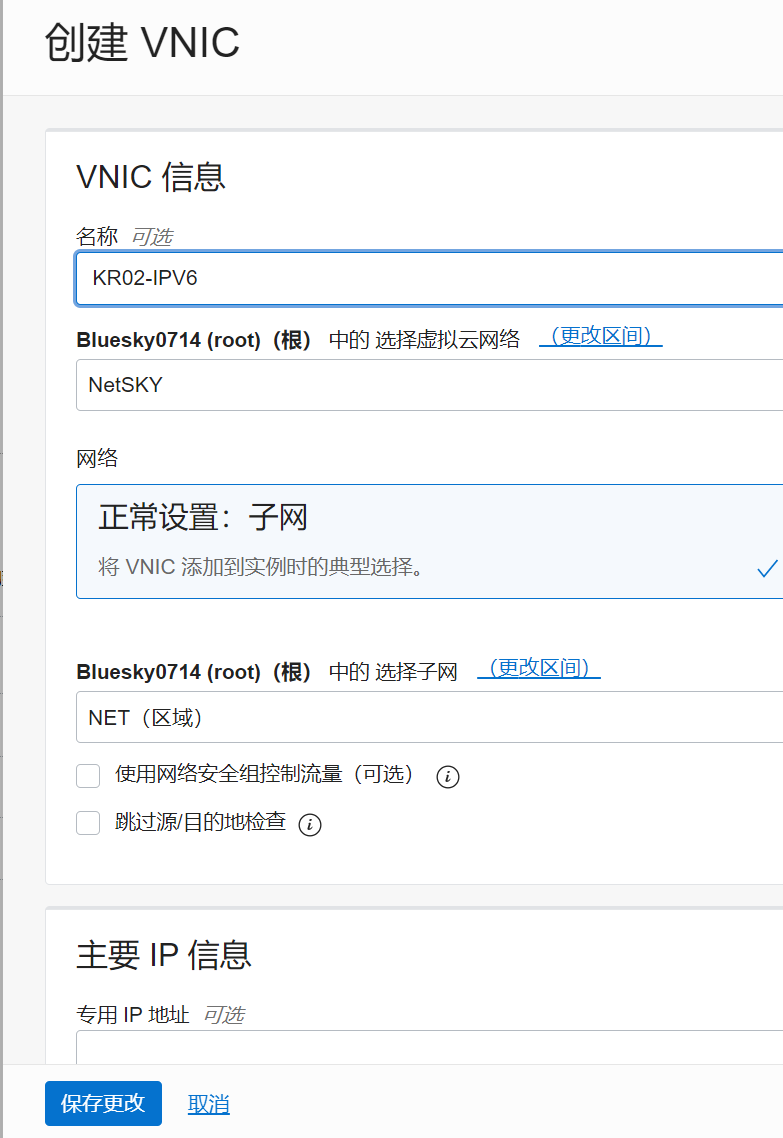 创建 VNIC
VNIC 信息
名称 可选
KR02-IPV6
Bluesky0714 (root)（根） 中的 选择虚拟云网络 （更改区间）
NetSKY
网络
正常设置：子网
将 VNIC 添加到实例时的典型选择。
Bluesky0714 (root)（根） 中的 选择子网 （更改区间）
NET（区域）
使用网络安全组控制流量（可选）
跳过源/目的地检查
主要 IP 信息
专用 IP 地址 可选
保存更改 取消